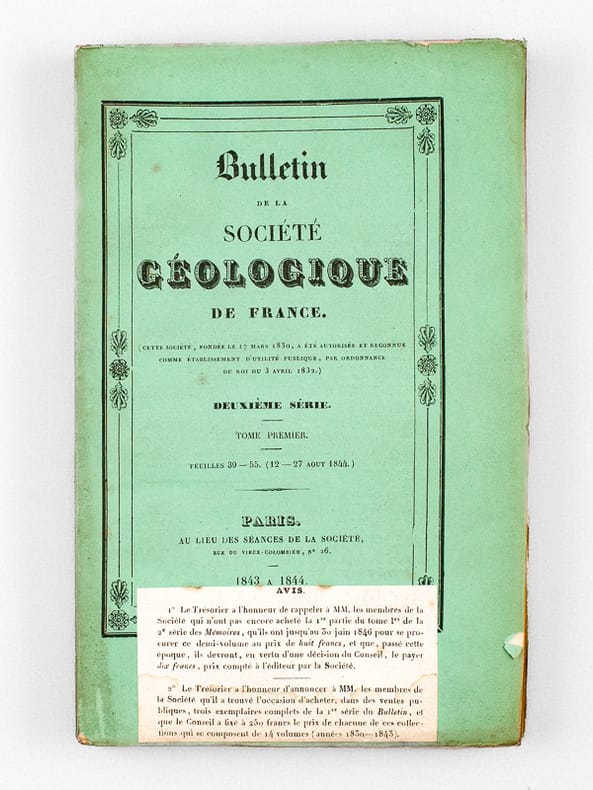 Bulletin
DE LA
SOCIÉTÉ
GÉOLOGIQUE
DE FRANCE.
(CETTE SOCIÉTÉ, FONDÉE LE 17 MARS 1830, A ÉTÉ AUTORISÉE ET RECONNUE
COMME ÉTABLISSEMENT D'UTILITÉ PUBLIQUE, PAR ORDONNANCE
DU ROI DU 3 AVRIL 1832.)
DEUXIÈME SÉRIE.
TOME PREMIER.
FEUILLES 39 — 55. (12 — 27 AOUT 1844.)
PARIS.
AU LIEU DES SÉANCES DE LA SOCIÉTÉ,
RUE DU VIEUX-COLOMBIER, N° 26.
1843 A 1844.
AVIS.
1° Le Trésorier a l'honneur de rappeler à MM. les membres de la
Société qui n'ont pas encore acheté la 1re partie du tome Ier de la
2e série des Mémoires, qu'ils ont jusqu'au 30 juin 1846 pour se pro-
curer ce demi-volume au prix de huit francs, et que, passé cette
époque, ils devront, en vertu d'une décision du Conseil, le payer
dix francs, prix compté à l'éditeur par la Société.
2° Le Trésorier a l'honneur d'annoncer à MM. les membres de
la Société qu'il a trouvé l'occasion d'acheter, dans des ventes pu-
bliques, trois exemplaires complets de la 1re série du Bulletin, et
que le Conseil a fixé à 230 francs le prix de chacune de ces collec-
tions qui se composent de 14 volumes (années 1830—1843).